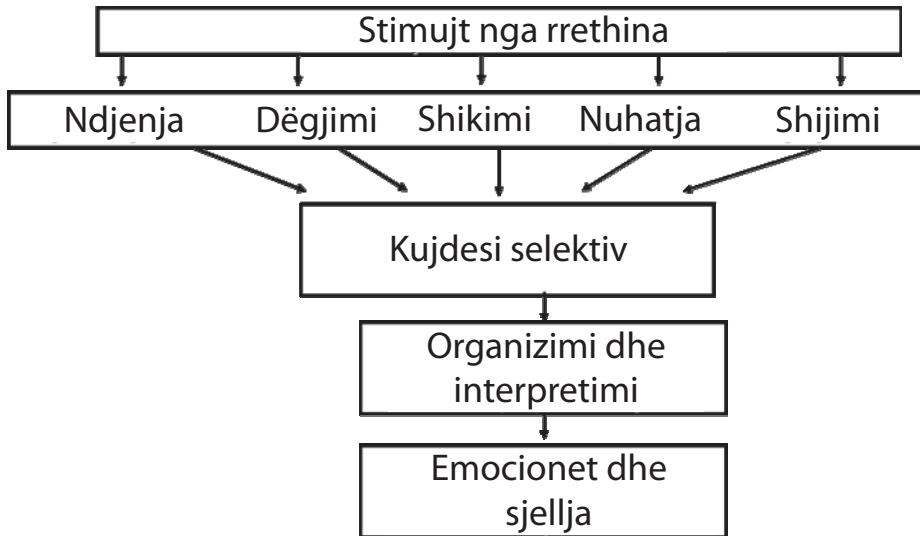 Stimujt nga rrethina
Ndjenja Dëgjimi Shikimi Nuhatja Shijimi
Kujdesi selektiv
Organizimi dhe
interpretimi
Emocionet dhe
sjellja